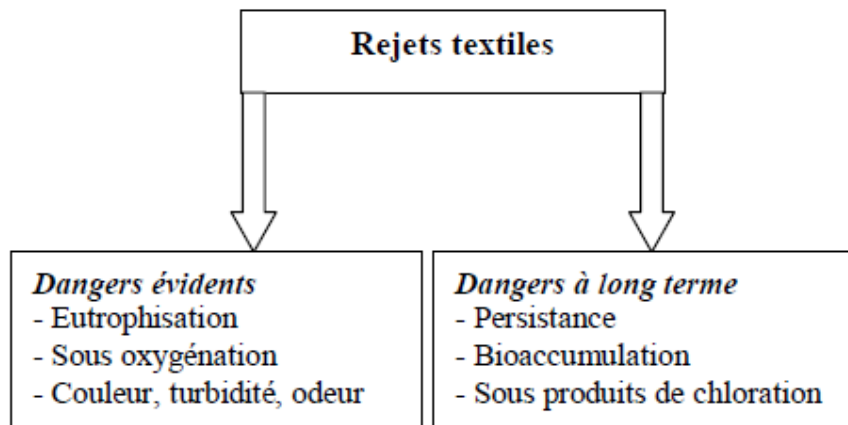 Rejets textiles
Dangers évidents
- Eutrophisation
- Sous oxygénation
- Couleur, turbidité, odeur
Dangers à long terme
- Persistance
- Bioaccumulation
- Sous produits de chloration